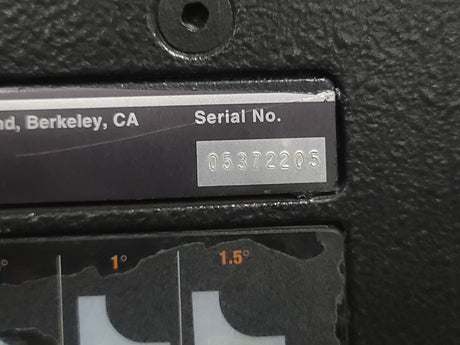 nd, Berkeley, CA
Serial No.
05372205
1°
1.5°